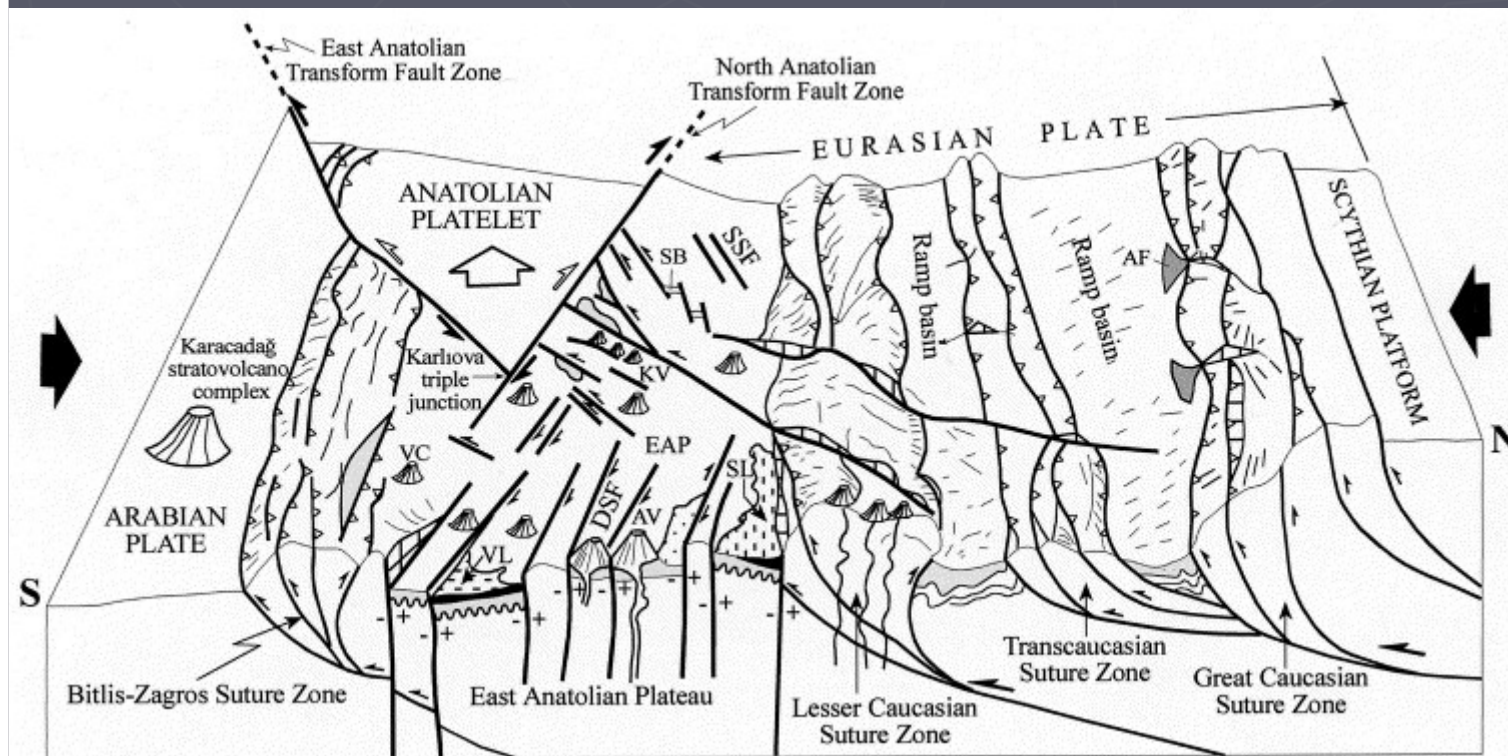 East Anatolian
Transform Fault Zone
North Anatolian
Transform Fault Zone
EURASIAN PLATE
ANATOLIAN
PLATELET
SCYTHIAN PLATFORM
SSF
SB
Ramp basin
Ramp basin
AF
Karacadağ
stratovolcano
complex
Karlıova
triple
junction
KV
N
EAP
VC
SL
DSF
AV
ARABIAN
PLATE
VL
S
- + - + - + - + - + - + - +
Bitlis-Zagros Suture Zone
East Anatolian Plateau
Lesser Caucasian
Suture Zone
Transcaucasian
Suture Zone
Great Caucasian
Suture Zone